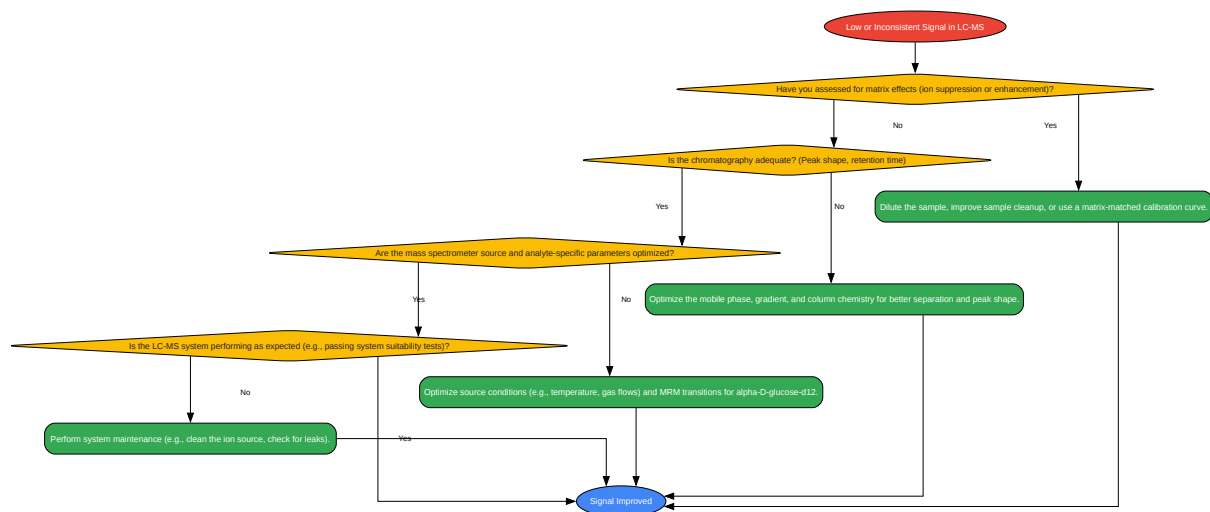 Low or Inconsistent Signal in LC-MS
Have you assessed for matrix effects (ion suppression or enhancement)?
No
Yes
Is the chromatography adequate? (Peak shape, retention time)
Yes
No
Dilute the sample, improve sample cleanup, or use a matrix-matched calibration curve.
Are the mass spectrometer source and analyte-specific parameters optimized?
Yes
No
Optimize the mobile phase, gradient, and column chemistry for better separation and peak shape.
Is the LC-MS system performing as expected (e.g., passing system suitability tests)?
No
Optimize source conditions (e.g., temperature, gas flows) and MRM transitions for alpha-D-glucose-d12.
Perform system maintenance (e.g., clean the ion source, check for leaks).
Yes
Signal Improved